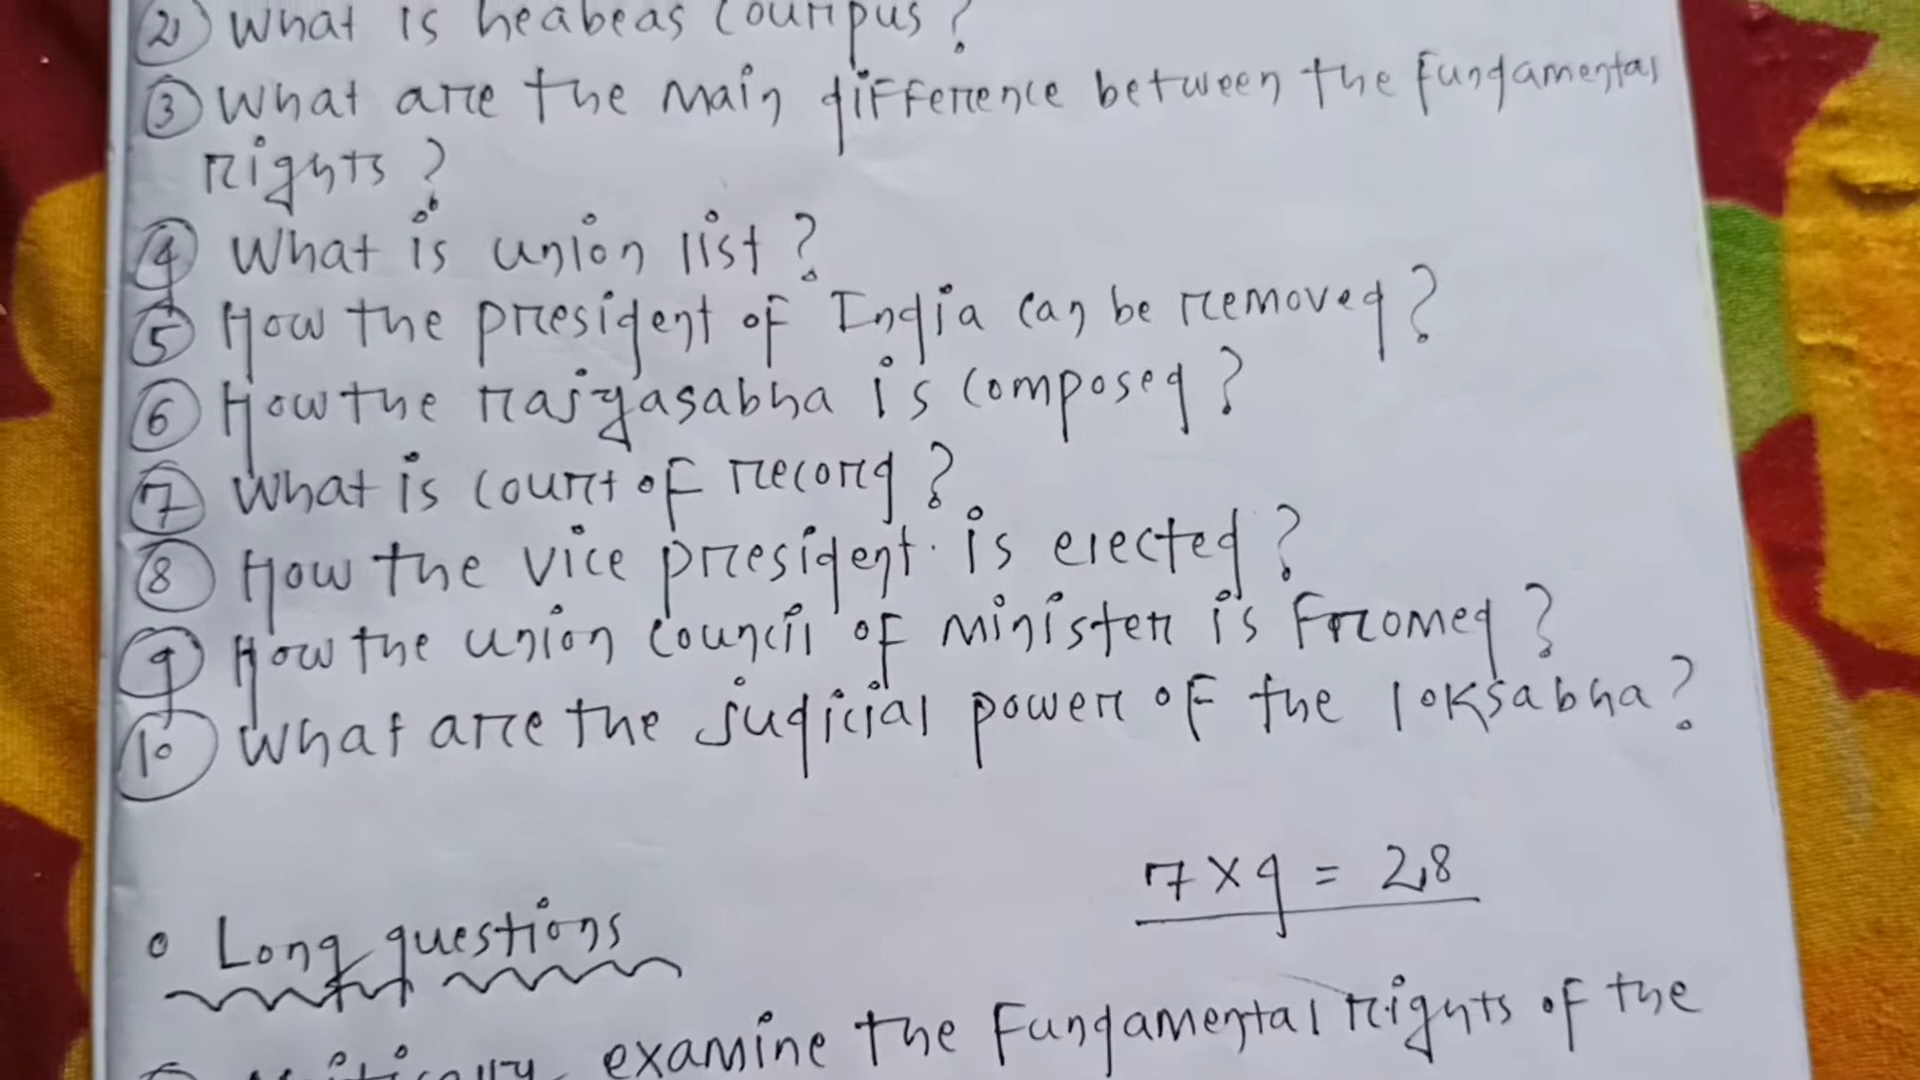 2) What is heabeas Courpus?
3 What are the main difference between the fundamental
rights?
4 What is union list?
5 How the president of India can be removed?
6 How the rajyasabha is composed?
7 What is court of record?
8 How the vice president is elected?
9 How the union council of minister is fromed?
10 What are the judicial power of the loksabha?
7 x 4 = 28
o Long questions
examine the Fundamental rights of the